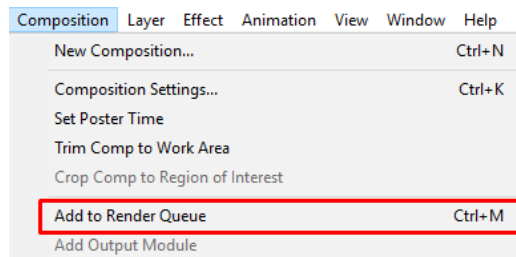 Composition Layer Effect Animation View Window Help
New Composition... Ctrl+N
Composition Settings... Ctrl+K
Set Poster Time
Trim Comp to Work Area
Crop Comp to Region of Interest
Add to Render Queue Ctrl+M
Add Output Module